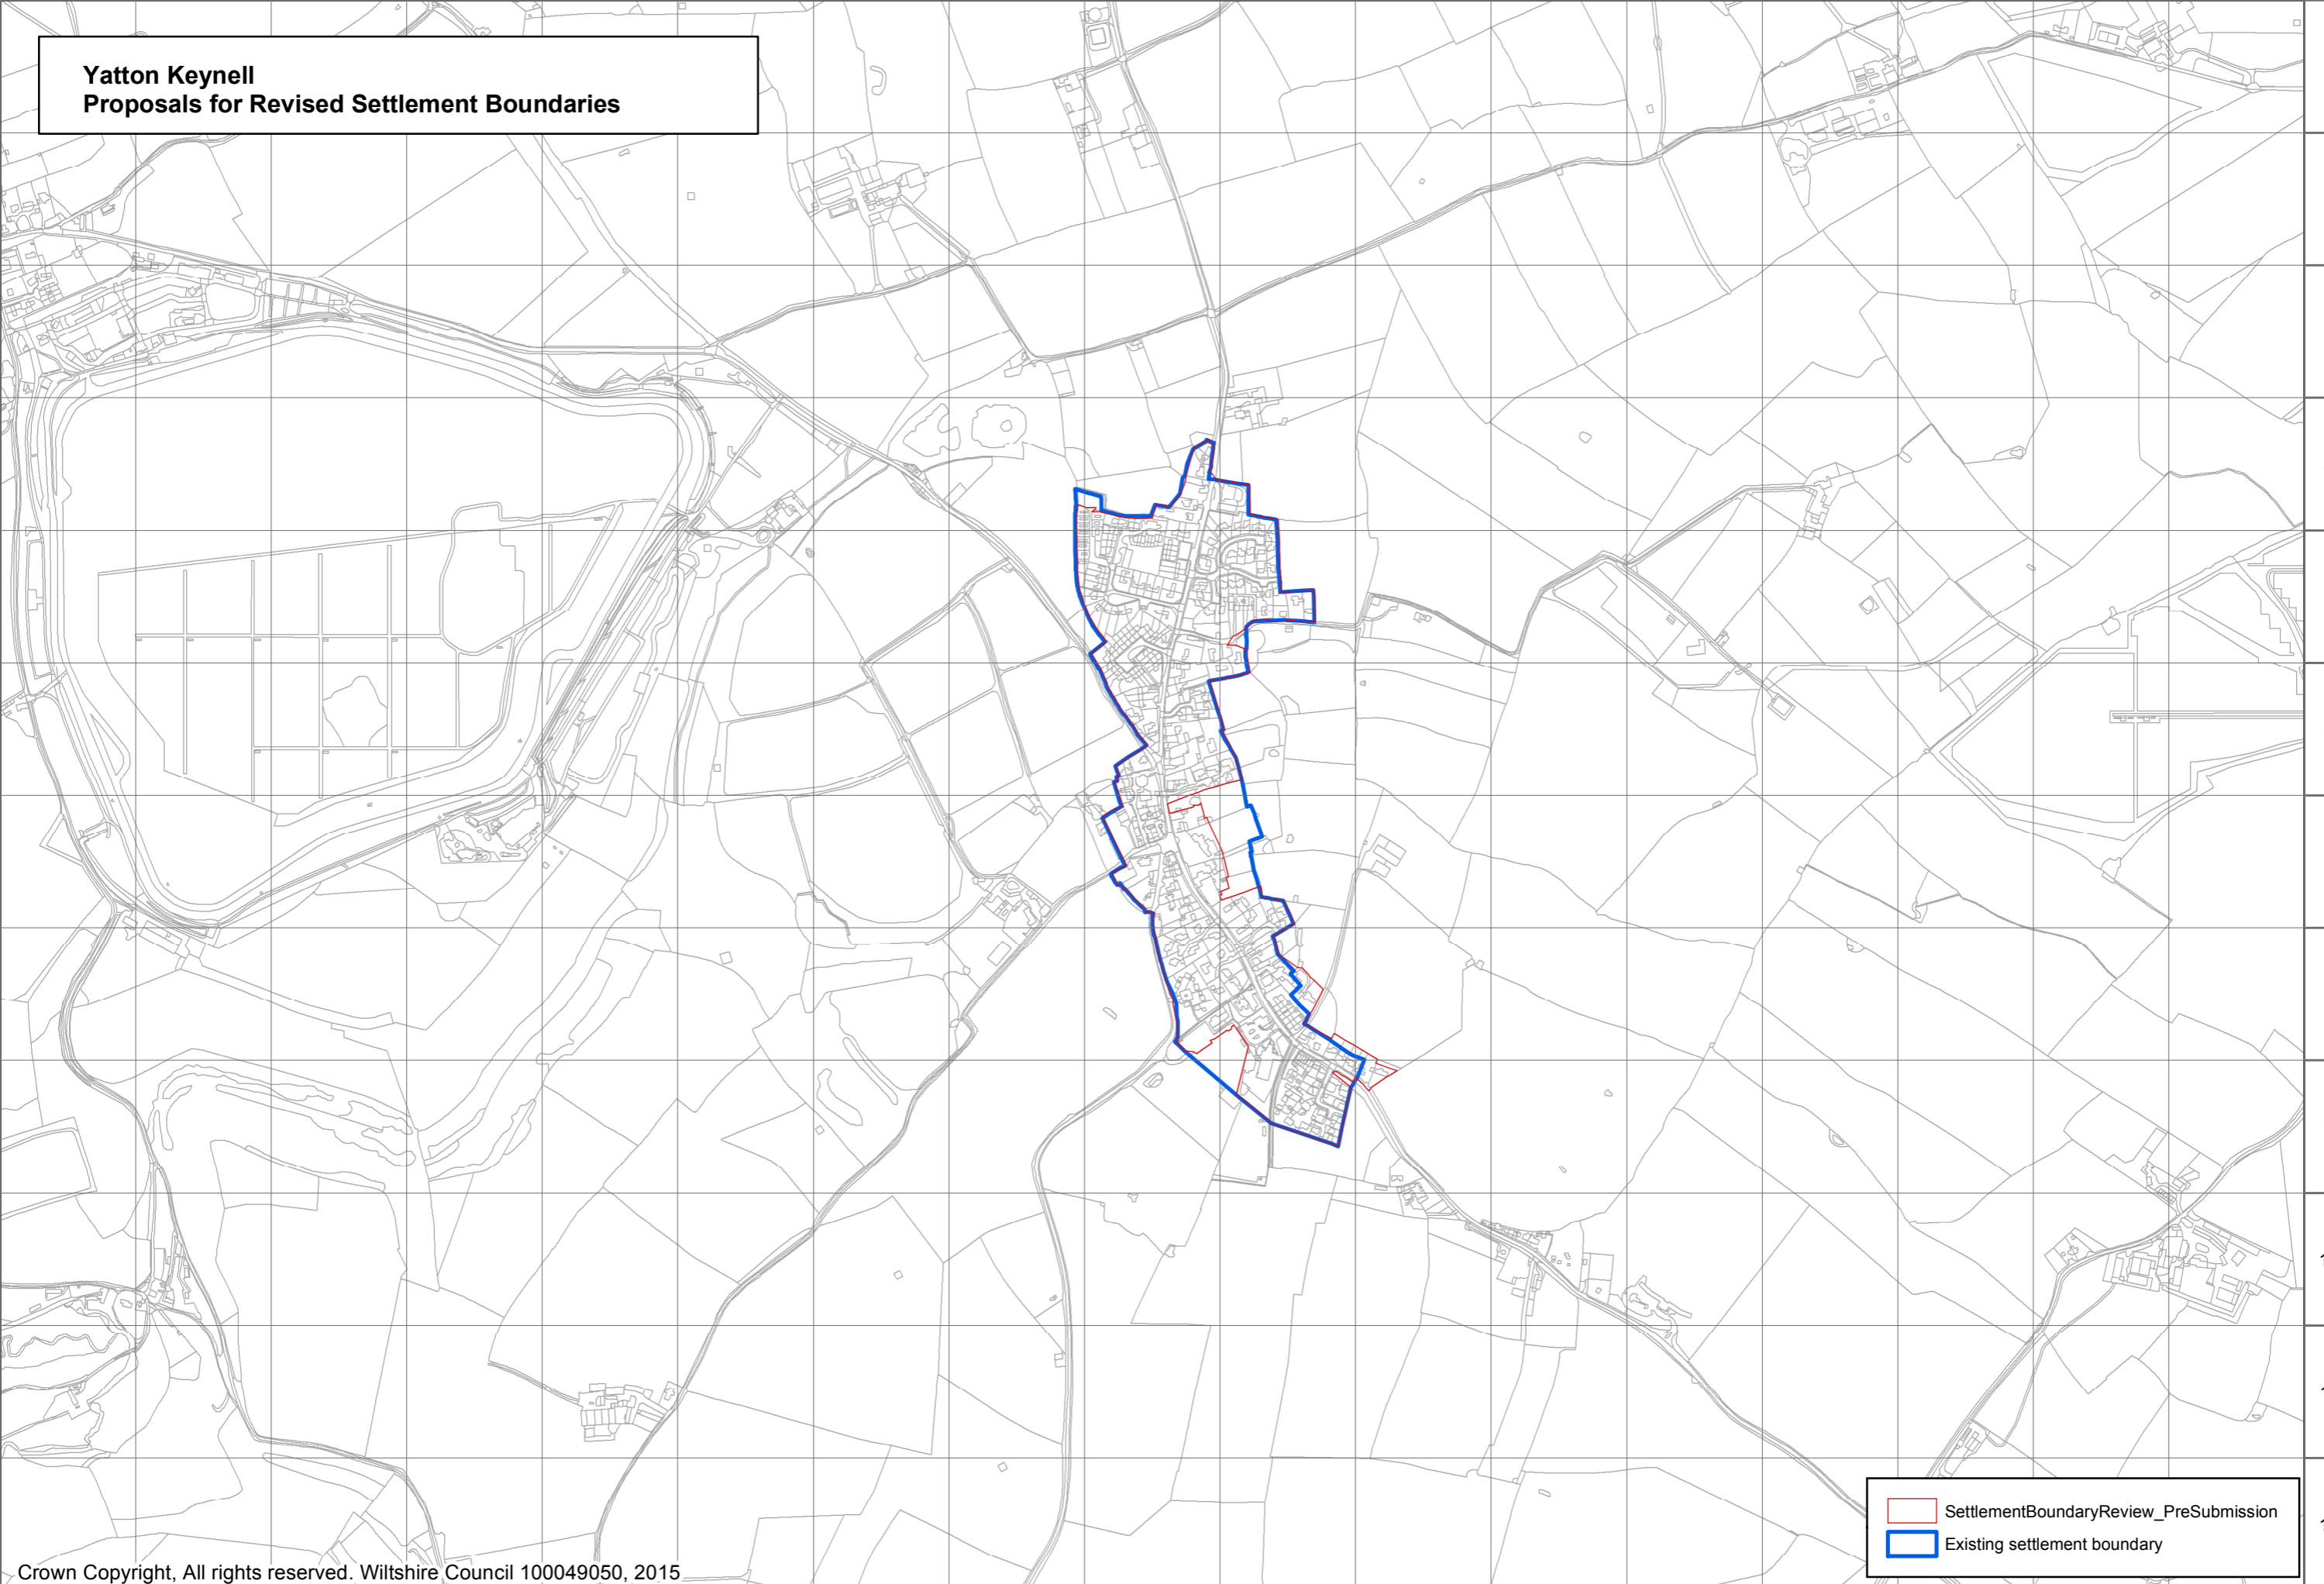 Yatton Keynell
Proposals for Revised Settlement Boundaries
SettlementBoundaryReview_PreSubmission
Existing settlement boundary
Crown Copyright, All rights reserved. Wiltshire Council 100049050, 2015